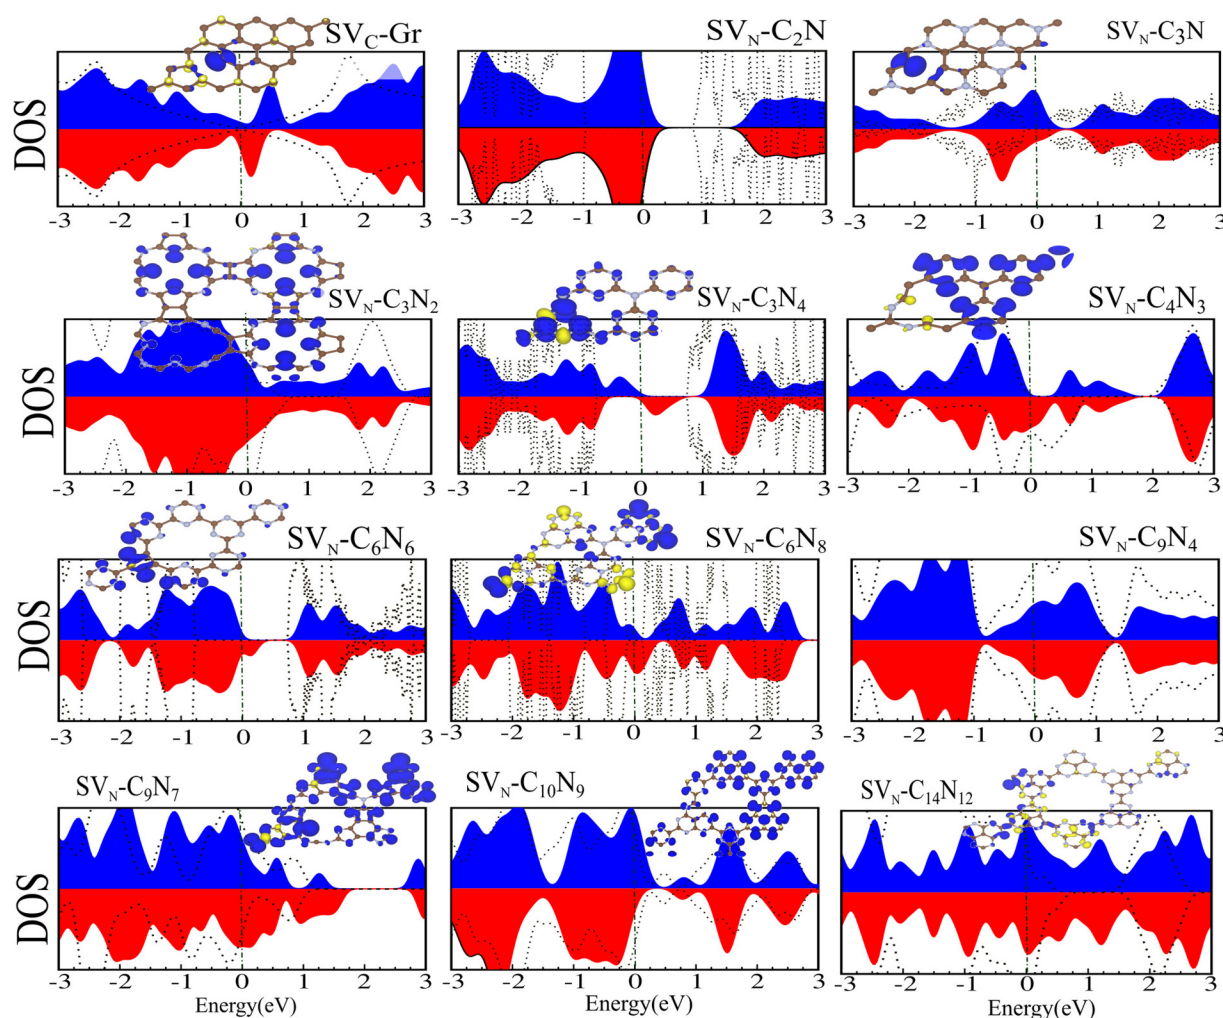 SVC-Gr
SVN-C2N
SVN-C3N
DOS
-3 -2 -1 0 1 2 3
-3 -2 -1 0 1 2 3
-3 -2 -1 0 1 2 3
SVN-C3N2
SVN-C3N4
SVN-C4N3
DOS
-3 -2 -1 0 1 2 3
-3 -2 -1 0 1 2 3
-3 -2 -1 0 1 2 3
SVN-C6N6
SVN-C6N8
SVN-C9N4
DOS
-3 -2 -1 0 1 2 3
-3 -2 -1 0 1 2 3
-3 -2 -1 0 1 2 3
SVN-C9N7
SVN-C10N9
SVN-C14N12
DOS
-3 -2 -1 0 1 2 3
-3 -2 -1 0 1 2 3
-3 -2 -1 0 1 2 3
Energy(eV)
Energy(eV)
Energy(eV)